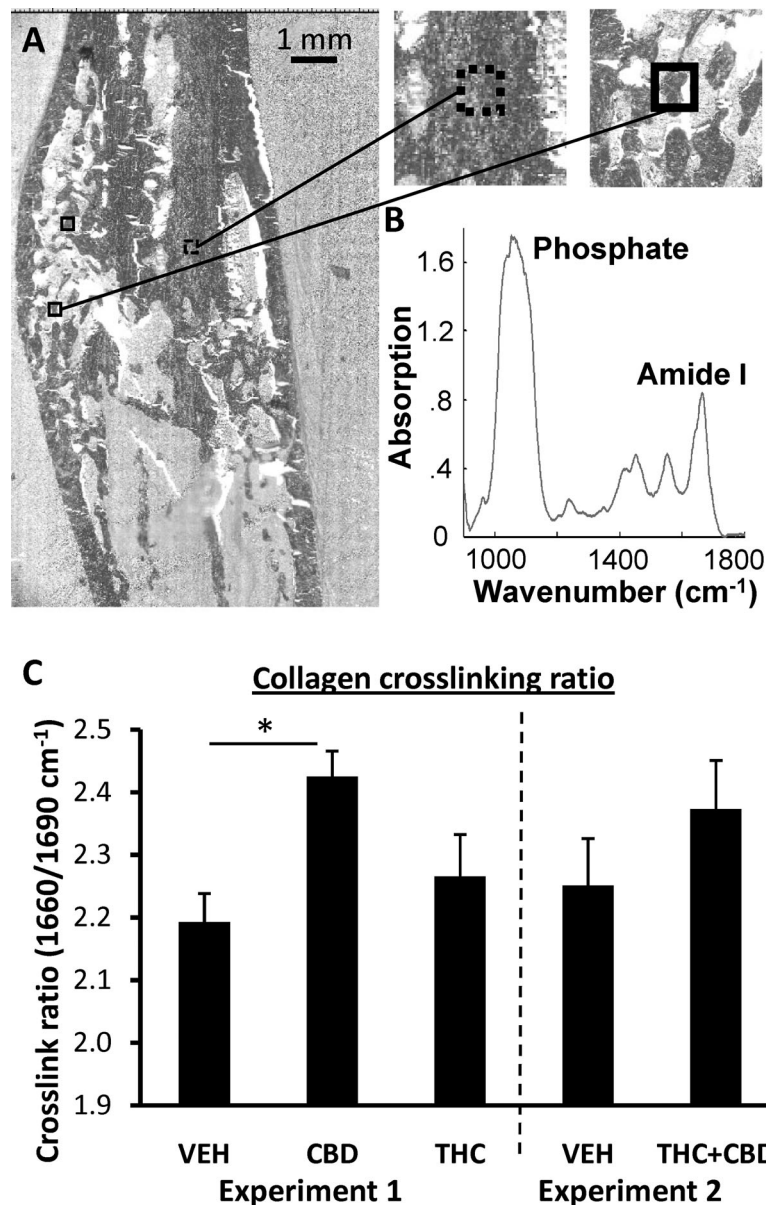 A
1 mm
B
Phosphate
Amide I
Absorption
1.6
1.2
.8
.4
0
1000
1400
1800
Wavenumber (cm-1)
C
Collagen crosslinking ratio
*
Crosslink ratio (1660/1690 cm-1)
2.5
2.4
2.3
2.2
2.1
2.0
1.9
VEH
CBD
THC
VEH
THC+CBD
Experiment 1
Experiment 2